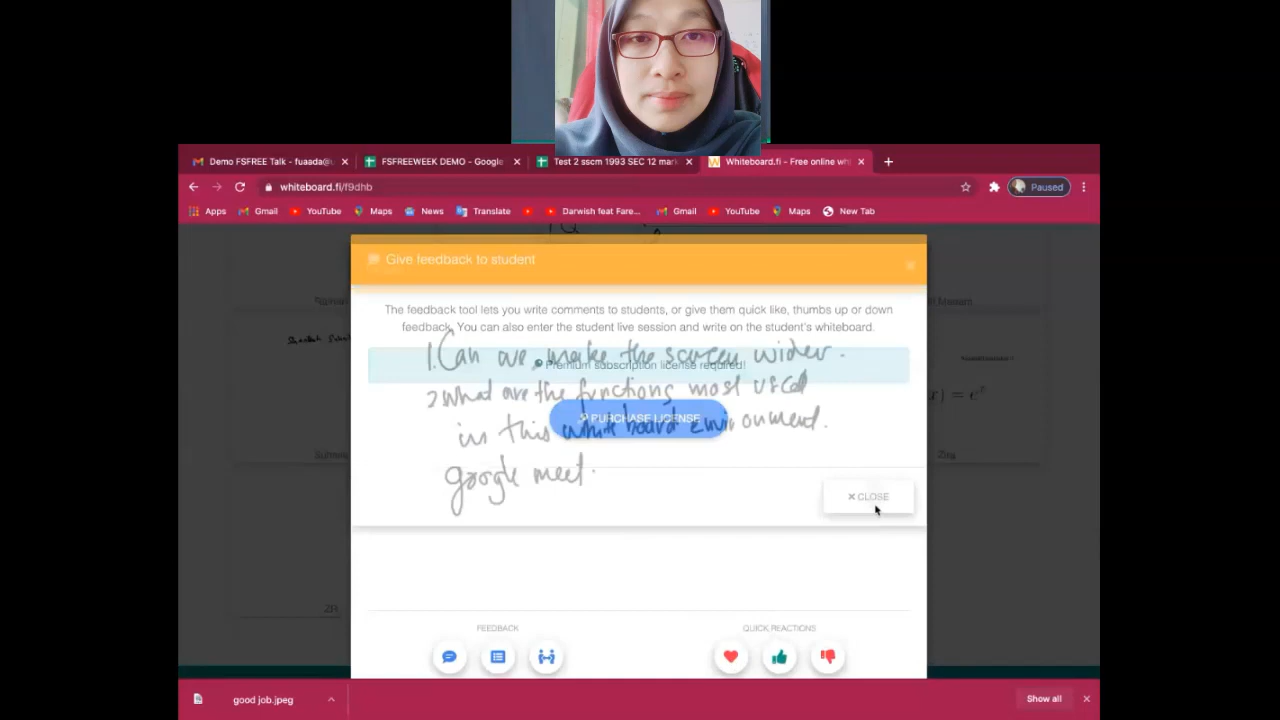 Demo FSFREE Talk - fuaada@
FSFREEWEEK DEMO - Google
Test 2 sscm 1993 SEC 12 mark
Whiteboard.fi - Free online wh
whiteboard.fi/f9dhb
Paused
Apps Gmail YouTube Maps News Translate Darwish feat Fare... Gmail YouTube Maps New Tab
Give feedback to student
The feedback tool lets you write comments to students, or give them quick like, thumbs up or down
feedback. You can also enter the student live session and write on the student's whiteboard.
1. Can we make the screen wider.
Premium subscription license required!
2 What are the functions most used
PURCHASE LICENSE
in this white board environment.
google meet.
CLOSE
Zita
ZR
FEEDBACK
QUICK REACTIONS
good job.jpeg
Show all